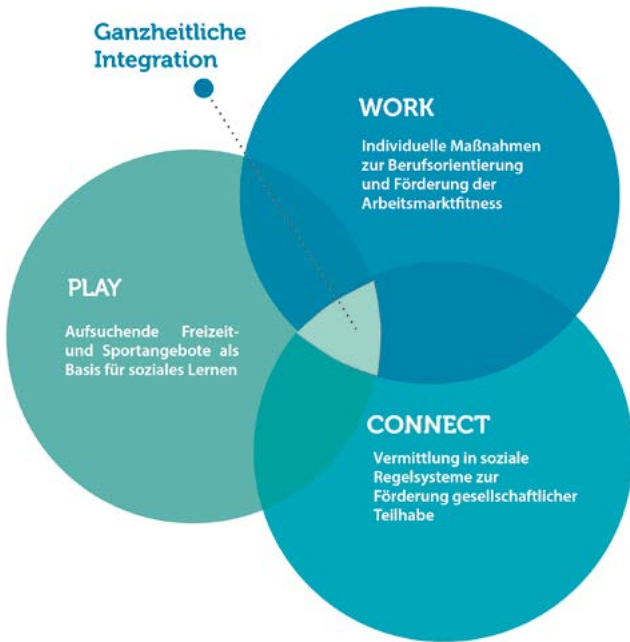 Ganzheitliche
Integration
WORK
Individuelle Maßnahmen
zur Berufsorientierung
und Förderung der
Arbeitsmarktfitness
PLAY
Aufsuchende Freizeit-
und Sportangebote als
Basis für soziales Lernen
CONNECT
Vermittlung in soziale
Regelsysteme zur
Förderung gesellschaftlicher
Teilhabe